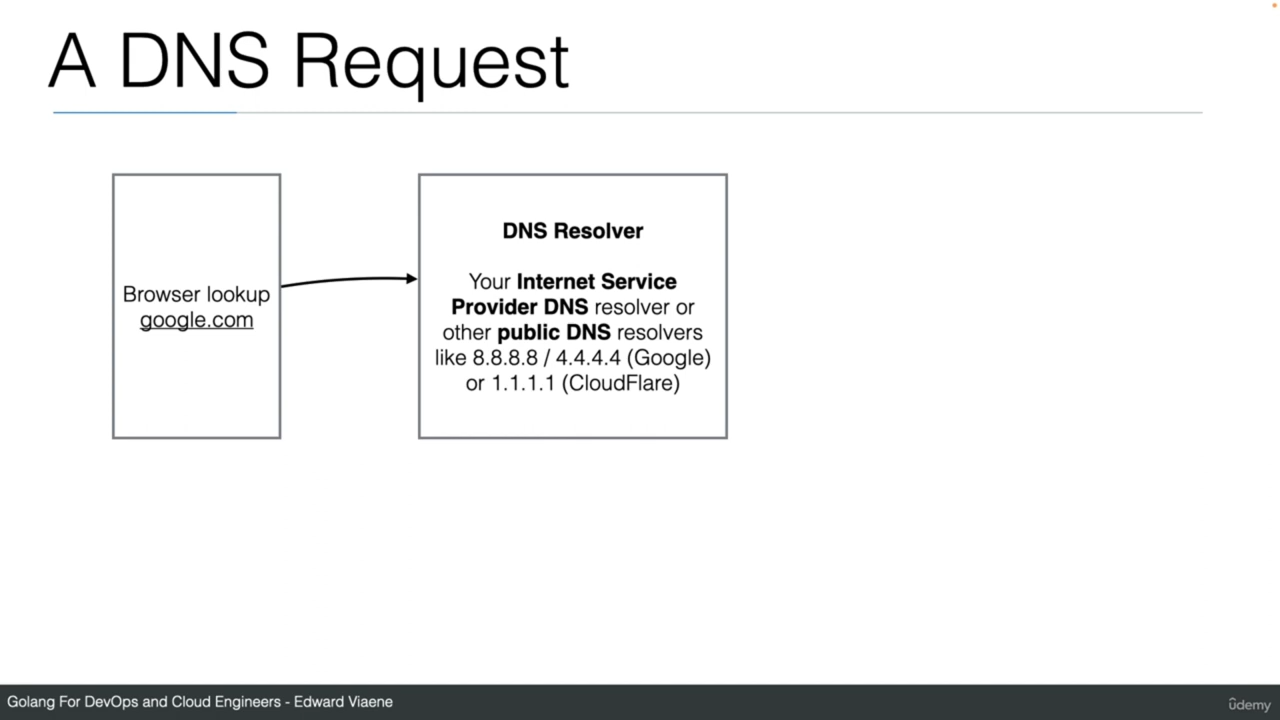 A DNS Request
Browser lookup
google.com
DNS Resolver
Your Internet Service
Provider DNS resolver or
other public DNS resolvers
like 8.8.8.8 / 4.4.4.4 (Google)
or 1.1.1.1 (CloudFlare)
Golang For DevOps and Cloud Engineers - Edward Viaene
ûdemy